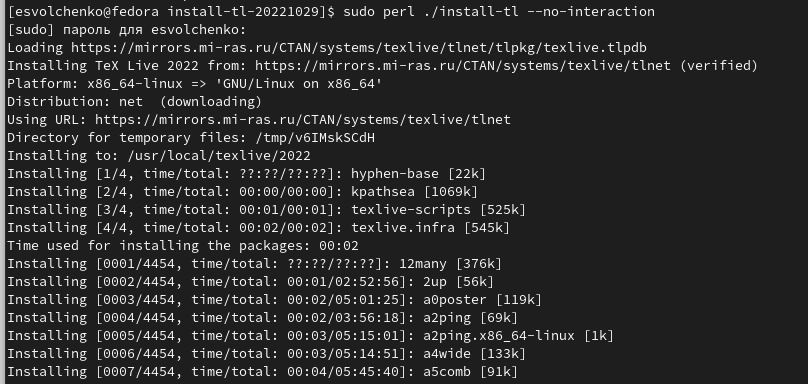 [esvolchenko@fedora install-tl-20221029]$ sudo perl ./install-tl --no-interaction
[sudo] пароль для esvolchenko:
Loading https://mirrors.mi-ras.ru/CTAN/systems/texlive/tlnet/tlpkg/texlive.tlpdb
Installing TeX Live 2022 from: https://mirrors.mi-ras.ru/CTAN/systems/texlive/tlnet (verified)
Platform: x86_64-linux => 'GNU/Linux on x86_64'
Distribution: net  (downloading)
Using URL: https://mirrors.mi-ras.ru/CTAN/systems/texlive/tlnet
Directory for temporary files: /tmp/v6IMskSCdH
Installing to: /usr/local/texlive/2022
Installing [1/4, time/total: ??:??/??:??]: hyphen-base [22k]
Installing [2/4, time/total: 00:00/00:00]: kpathsea [1069k]
Installing [3/4, time/total: 00:01/00:01]: texlive-scripts [525k]
Installing [4/4, time/total: 00:02/00:02]: texlive.infra [545k]
Time used for installing the packages: 00:02
Installing [0001/4454, time/total: ??:??/??:??]: 12many [376k]
Installing [0002/4454, time/total: 00:01/02:52:56]: 2up [56k]
Installing [0003/4454, time/total: 00:02/05:01:25]: a0poster [119k]
Installing [0004/4454, time/total: 00:02/03:56:18]: a2ping [69k]
Installing [0005/4454, time/total: 00:03/05:15:01]: a2ping.x86_64-linux [1k]
Installing [0006/4454, time/total: 00:03/05:14:51]: a4wide [133k]
Installing [0007/4454, time/total: 00:04/05:45:40]: a5comb [91k]